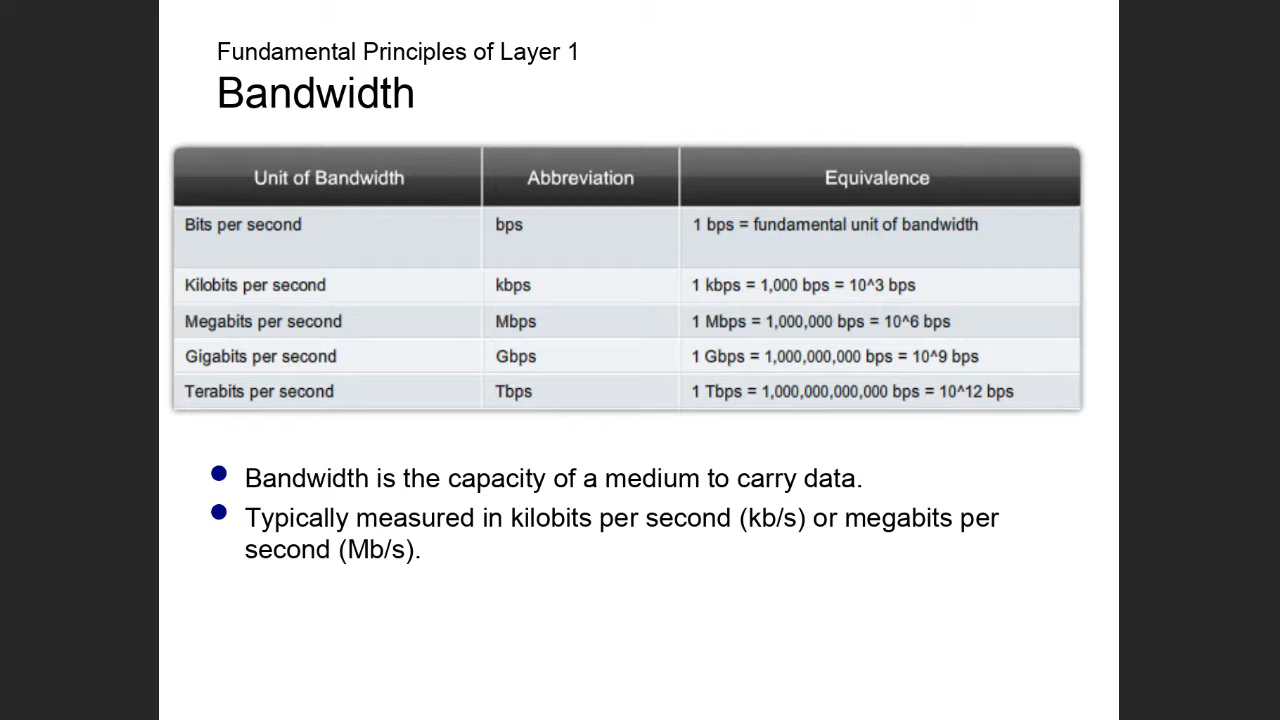 Fundamental Principles of Layer 1
Bandwidth
Unit of Bandwidth Abbreviation Equivalence
Bits per second bps 1 bps = fundamental unit of bandwidth
Kilobits per second kbps 1 kbps = 1,000 bps = 10^3 bps
Megabits per second Mbps 1 Mbps = 1,000,000 bps = 10^6 bps
Gigabits per second Gbps 1 Gbps = 1,000,000,000 bps = 10^9 bps
Terabits per second Tbps 1 Tbps = 1,000,000,000,000 bps = 10^12 bps
Bandwidth is the capacity of a medium to carry data.
Typically measured in kilobits per second (kb/s) or megabits per
second (Mb/s).